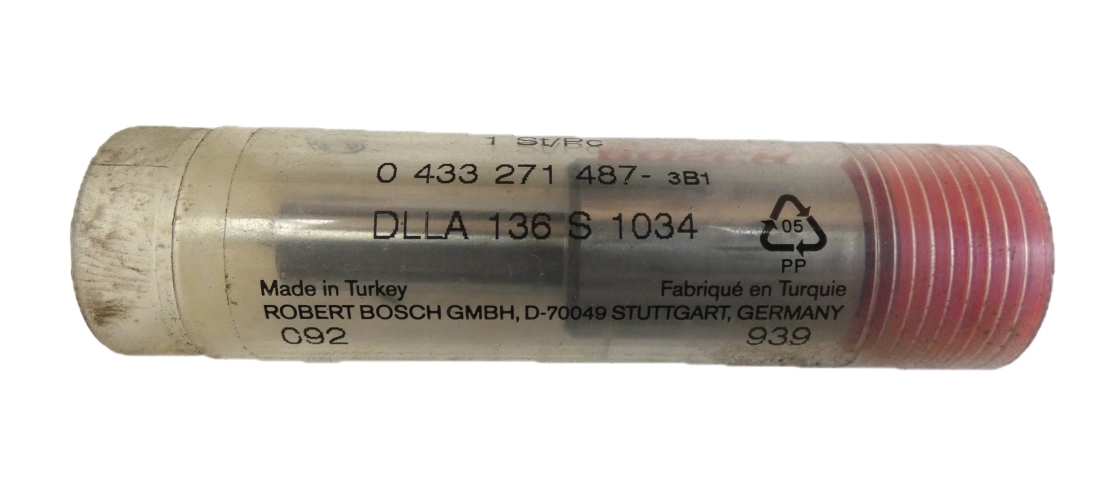 1 St/Pc
0 433 271 487- 3B1
DLLA 136 S 1034
05
PP
Made in Turkey Fabriqué en Turquie
ROBERT BOSCH GMBH, D-70049 STUTTGART, GERMANY
092 939